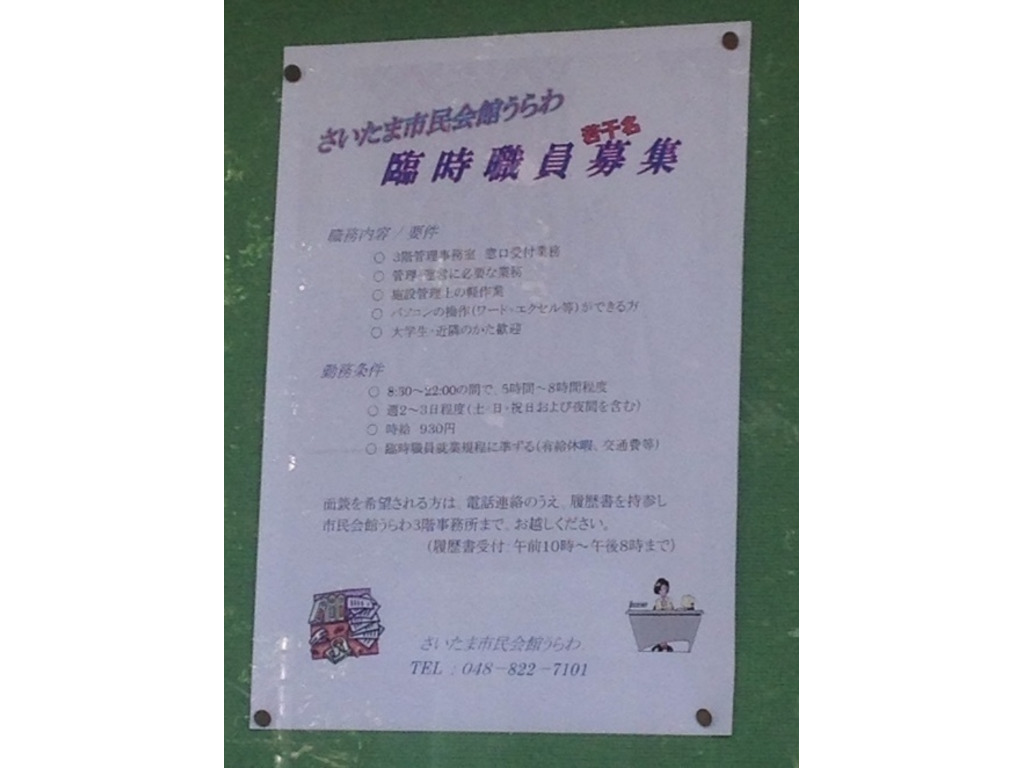 さいたま市民会館うらわ
若干名
臨時職員募集
職務内容 / 要件
○ 3階管理事務室 窓口受付業務
○ 管理・運営に必要な業務
○ 施設管理上の軽作業
○ パソコンの操作(ワード・エクセル等)ができる方
○ 大学生・近隣のかた歓迎
勤務条件
○ 8:30～22:00の間で、5時間～8時間程度
○ 週2～3日程度(土・日・祝日および夜間を含む)
○ 時給 930円
○ 臨時職員就業規程に準ずる(有給休暇、交通費等)
面談を希望される方は、電話連絡のうえ、履歴書を持参し
市民会館うらわ3階事務所まで、お越しください。
(履歴書受付:午前10時～午後8時まで)
さいたま市民会館うらわ
TEL : 048-822-7101